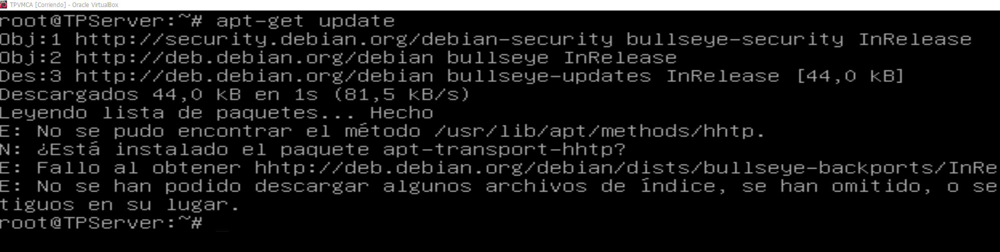 TPVMCA [Corriendo] - Oracle VirtualBox
root@TPServer:~# apt-get update
Obj:1 http://security.debian.org/debian-security bullseye-security InRelease
Obj:2 http://deb.debian.org/debian bullseye InRelease
Des:3 http://deb.debian.org/debian bullseye-updates InRelease [44,0 kB]
Descargados 44,0 kB en 1s (81,5 kB/s)
Leyendo lista de paquetes... Hecho
E: No se pudo encontrar el método /usr/lib/apt/methods/hhtp.
N: ¿Está instalado el paquete apt-transport-hhtp?
E: Fallo al obtener hhtp://deb.debian.org/debian/dists/bullseye-backports/InRe
E: No se han podido descargar algunos archivos de índice, se han omitido, o se
tiguos en su lugar.
root@TPServer:~#